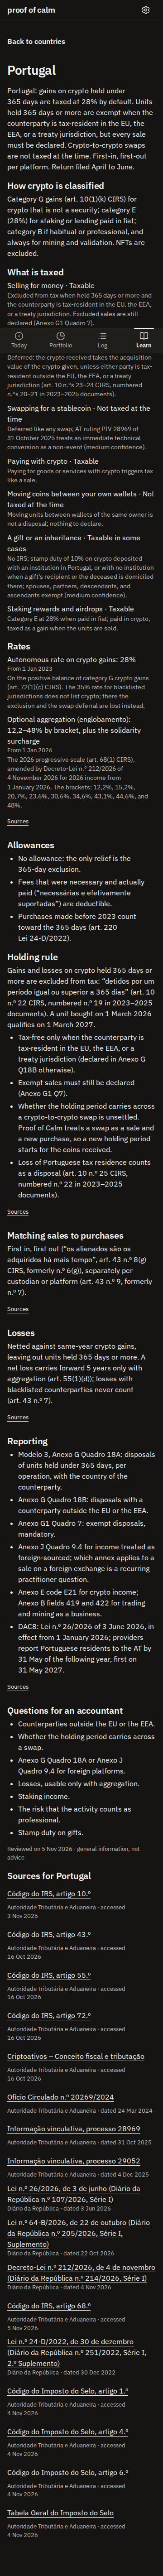 proof of calm
Back to countries
Portugal
Portugal: gains on crypto held under
365 days are taxed at 28% by default. Units
held 365 days or more are exempt when the
counterparty is tax-resident in the EU, the
EEA, or a treaty jurisdiction, but every sale
must be declared. Crypto-to-crypto swaps
are not taxed at the time. First-in, first-out
per platform. Return filed April to June.
How crypto is classified
Category G gains (art. 10(1)(k) CIRS) for
crypto that is not a security; category E
(28%) for staking or lending paid in fiat;
category B if habitual or professional, and
always for mining and validation. NFTs are
excluded.
What is taxed
Selling for money · Taxable
Excluded from tax when held 365 days or more and
the counterparty is tax-resident in the EU, the EEA,
or a treaty jurisdiction. Excluded sales are still
declared (Anexo G1 Quadro 7).
Today
Portfolio
Log
Learn
Deferred: the crypto received takes the acquisition
value of the crypto given, unless either party is tax-
resident outside the EU, the EEA, or a treaty
jurisdiction (art. 10 n.ºs 23–24 CIRS, numbered
n.ºs 20–21 in 2023–2025 documents).
Swapping for a stablecoin · Not taxed at the
time
Deferred like any swap; AT ruling PIV 28969 of
31 October 2025 treats an immediate technical
conversion as a non-event (medium confidence).
Paying with crypto · Taxable
Paying for goods or services with crypto triggers tax
like a sale.
Moving coins between your own wallets · Not
taxed at the time
Moving units between wallets of the same owner is
not a disposal; nothing to declare.
A gift or an inheritance · Taxable in some
cases
No IRS; stamp duty of 10% on crypto deposited
with an institution in Portugal, or with no institution
when a gift's recipient or the deceased is domiciled
there; spouses, partners, descendants, and
ascendants exempt (medium confidence).
Staking rewards and airdrops · Taxable
Category E at 28% when paid in fiat; paid in crypto,
taxed as a gain when the units are sold.
Rates
Autonomous rate on crypto gains: 28%
From 1 Jan 2023
On the positive balance of category G crypto gains
(art. 72(1)(c) CIRS). The 35% rate for blacklisted
jurisdictions does not list crypto; there the
exclusion and the swap deferral are lost instead.
Optional aggregation (englobamento):
12,2–48% by bracket, plus the solidarity
surcharge
From 1 Jan 2026
The 2026 progressive scale (art. 68(1) CIRS),
amended by Decreto-Lei n.º 212/2026 of
4 November 2026 for 2026 income from
1 January 2026. The brackets: 12,2%, 15,2%,
20,7%, 23,6%, 30,6%, 34,6%, 43,1%, 44,6%, and
48%.
Sources
Allowances
• No allowance: the only relief is the
365-day exclusion.
• Fees that were necessary and actually
paid (“necessárias e efetivamente
suportadas”) are deductible.
• Purchases made before 2023 count
toward the 365 days (art. 220
Lei 24-D/2022).
Holding rule
Gains and losses on crypto held 365 days or
more are excluded from tax: “detidos por um
período igual ou superior a 365 dias” (art. 10
n.º 22 CIRS, numbered n.º 19 in 2023–2025
documents). A unit bought on 1 March 2026
qualifies on 1 March 2027.
• Tax-free only when the counterparty is
tax-resident in the EU, the EEA, or a
treaty jurisdiction (declared in Anexo G
Q18B otherwise).
• Exempt sales must still be declared
(Anexo G1 Q7).
• Whether the holding period carries across
a crypto-to-crypto swap is unsettled.
Proof of Calm treats a swap as a sale and
a new purchase, so a new holding period
starts for the coins received.
• Loss of Portuguese tax residence counts
as a disposal (art. 10 n.º 25 CIRS,
numbered n.º 22 in 2023–2025
documents).
Sources
Matching sales to purchases
First in, first out (“os alienados são os
adquiridos há mais tempo”, art. 43 n.º 8(g)
CIRS, formerly n.º 6(g)), separately per
custodian or platform (art. 43 n.º 9, formerly
n.º 7).
Sources
Losses
Netted against same-year crypto gains,
leaving out units held 365 days or more. A
net loss carries forward 5 years only with
aggregation (art. 55(1)(d)); losses with
blacklisted counterparties never count
(art. 43 n.º 7).
Sources
Reporting
• Modelo 3, Anexo G Quadro 18A: disposals
of units held under 365 days, per
operation, with the country of the
counterparty.
• Anexo G Quadro 18B: disposals with a
counterparty outside the EU or the EEA.
• Anexo G1 Quadro 7: exempt disposals,
mandatory.
• Anexo J Quadro 9.4 for income treated as
foreign-sourced; which annex applies to a
sale on a foreign exchange is a recurring
practitioner question.
• Anexo E code E21 for crypto income;
Anexo B fields 419 and 422 for trading
and mining as a business.
• DAC8: Lei n.º 26/2026 of 3 June 2026, in
effect from 1 January 2026; providers
report Portuguese residents to the AT by
31 May of the following year, first on
31 May 2027.
Sources
Questions for an accountant
• Counterparties outside the EU or the EEA.
• Whether the holding period carries across
a swap.
• Anexo G Quadro 18A or Anexo J
Quadro 9.4 for foreign platforms.
• Losses, usable only with aggregation.
• Staking income.
• The risk that the activity counts as
professional.
• Stamp duty on gifts.
Reviewed on 5 Nov 2026 · general information, not
advice
Sources for Portugal
Código do IRS, artigo 10.º
Autoridade Tributária e Aduaneira · accessed
3 Nov 2026
Código do IRS, artigo 43.º
Autoridade Tributária e Aduaneira · accessed
16 Oct 2026
Código do IRS, artigo 55.º
Autoridade Tributária e Aduaneira · accessed
16 Oct 2026
Código do IRS, artigo 72.º
Autoridade Tributária e Aduaneira · accessed
16 Oct 2026
Criptoativos – Conceito fiscal e tributação
Autoridade Tributária e Aduaneira · accessed
16 Oct 2026
Ofício Circulado n.º 20269/2024
Autoridade Tributária e Aduaneira · dated 24 Mar 2024
Informação vinculativa, processo 28969
Autoridade Tributária e Aduaneira · dated 31 Oct 2025
Informação vinculativa, processo 29052
Autoridade Tributária e Aduaneira · dated 4 Dec 2025
Lei n.º 26/2026, de 3 de junho (Diário da
República n.º 107/2026, Série I)
Diário da República · dated 3 Jun 2026
Lei n.º 64-B/2026, de 22 de outubro (Diário
da República n.º 205/2026, Série I,
Suplemento)
Diário da República · dated 22 Oct 2026
Decreto-Lei n.º 212/2026, de 4 de novembro
(Diário da República n.º 214/2026, Série I)
Diário da República · dated 4 Nov 2026
Código do IRS, artigo 68.º
Autoridade Tributária e Aduaneira · accessed
5 Nov 2026
Lei n.º 24-D/2022, de 30 de dezembro
(Diário da República n.º 251/2022, Série I,
2.º Suplemento)
Diário da República · dated 30 Dec 2022
Código do Imposto do Selo, artigo 1.º
Autoridade Tributária e Aduaneira · accessed
4 Nov 2026
Código do Imposto do Selo, artigo 4.º
Autoridade Tributária e Aduaneira · accessed
4 Nov 2026
Código do Imposto do Selo, artigo 6.º
Autoridade Tributária e Aduaneira · accessed
4 Nov 2026
Tabela Geral do Imposto do Selo
Autoridade Tributária e Aduaneira · accessed
4 Nov 2026